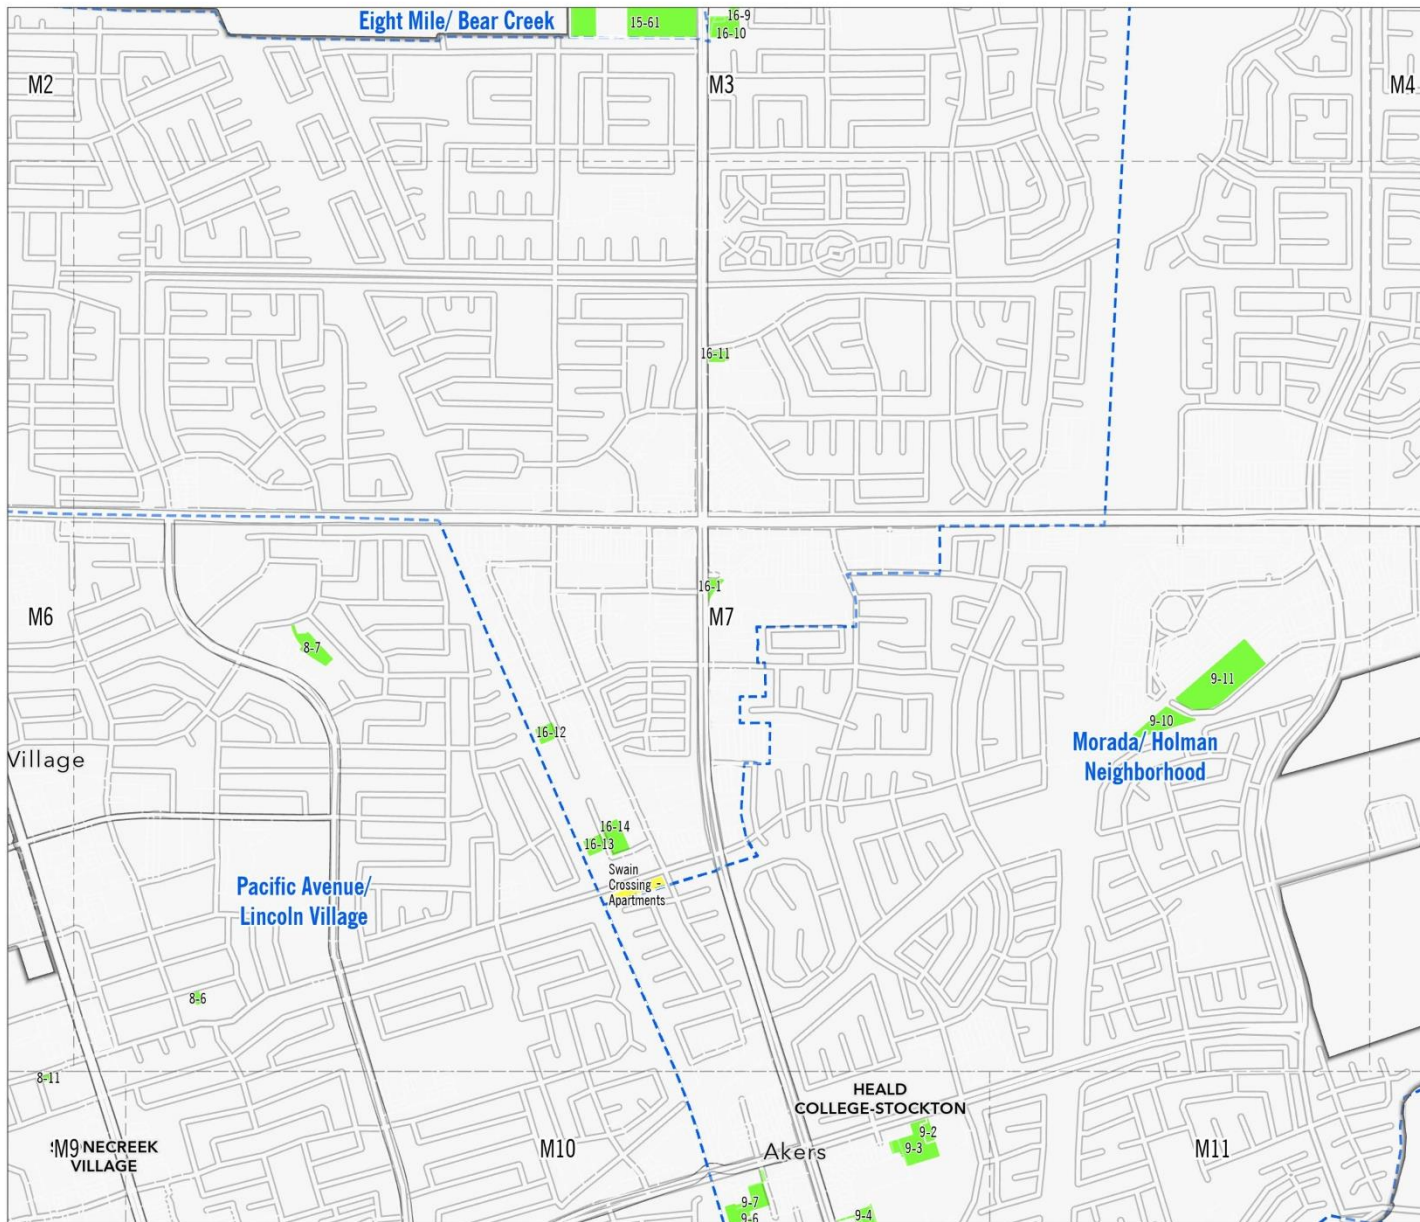 Eight Mile/ Bear Creek
15-61
16-9
16-10
M2
M3
M4
16-11
16-1
M6
M7
8-7
9-11
9-10
16-12
Morada/ Holman
Neighborhood
Village
16-14
16-13
Swain
Crossing -
Apartments
Pacific Avenue/
Lincoln Village
8-6
8-11
HEALD
COLLEGE-STOCKTON
9-2
9-3
M9
NECREEK
VILLAGE
M10
Akers
M11
9-7
9-6
9-4